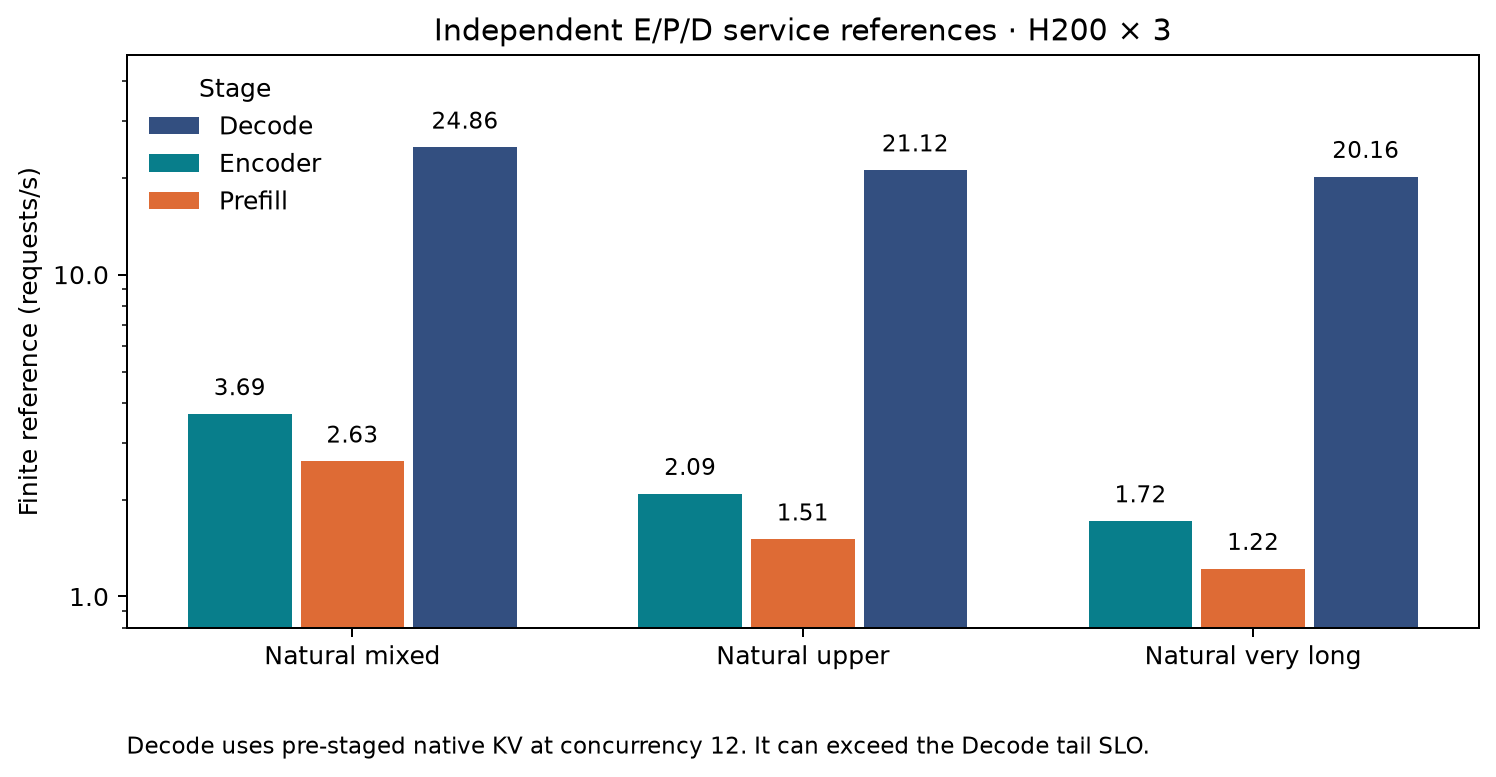 Independent E/P/D service references · H200 × 3
Stage
Decode
Encoder
Prefill
Finite reference (requests/s)
10.0
1.0
3.69
2.63
24.86
2.09
1.51
21.12
1.72
1.22
20.16
Natural mixed
Natural upper
Natural very long
Decode uses pre-staged native KV at concurrency 12. It can exceed the Decode tail SLO.